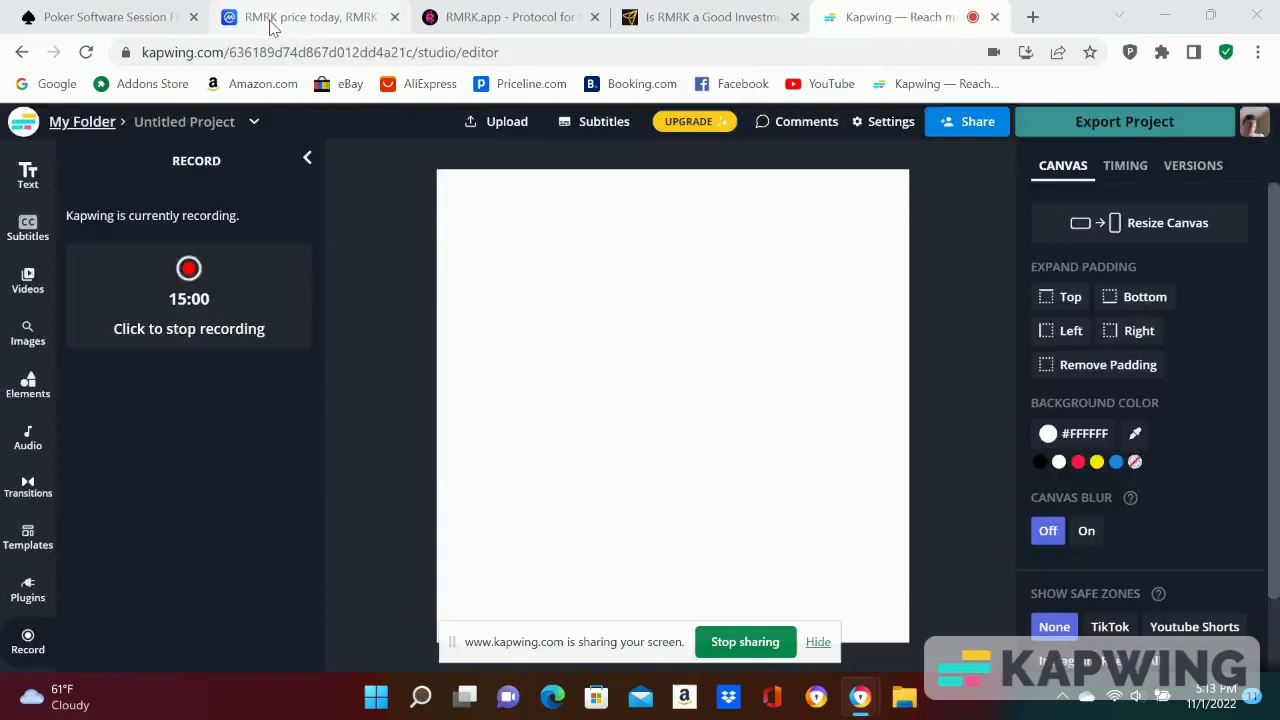 Poker Software Session Fi
RMRK price today, RMRK
RMRK.app - Protocol for
Is RMRK a Good Investm
Kapwing — Reach m
kapwing.com/636189d74d867d012dd4a21c/studio/editor
Google
Addons Store
Amazon.com
eBay
AliExpress
Priceline.com
Booking.com
Facebook
YouTube
Kapwing — Reach...
My Folder > Untitled Project
Upload
Subtitles
UPGRADE
Comments
Settings
Share
Export Project
Text
Subtitles
Videos
Images
Elements
Audio
Transitions
Templates
Plugins
Record
RECORD
Kapwing is currently recording.
15:00
Click to stop recording
CANVAS
TIMING
VERSIONS
Resize Canvas
EXPAND PADDING
Top
Bottom
Left
Right
Remove Padding
BACKGROUND COLOR
#FFFFFF
CANVAS BLUR
Off
On
SHOW SAFE ZONES
None
TikTok
Youtube Shorts
www.kapwing.com is sharing your screen.
Stop sharing
Hide
KAPWING
61°F
Cloudy
5:13 PM
11/1/2022
11